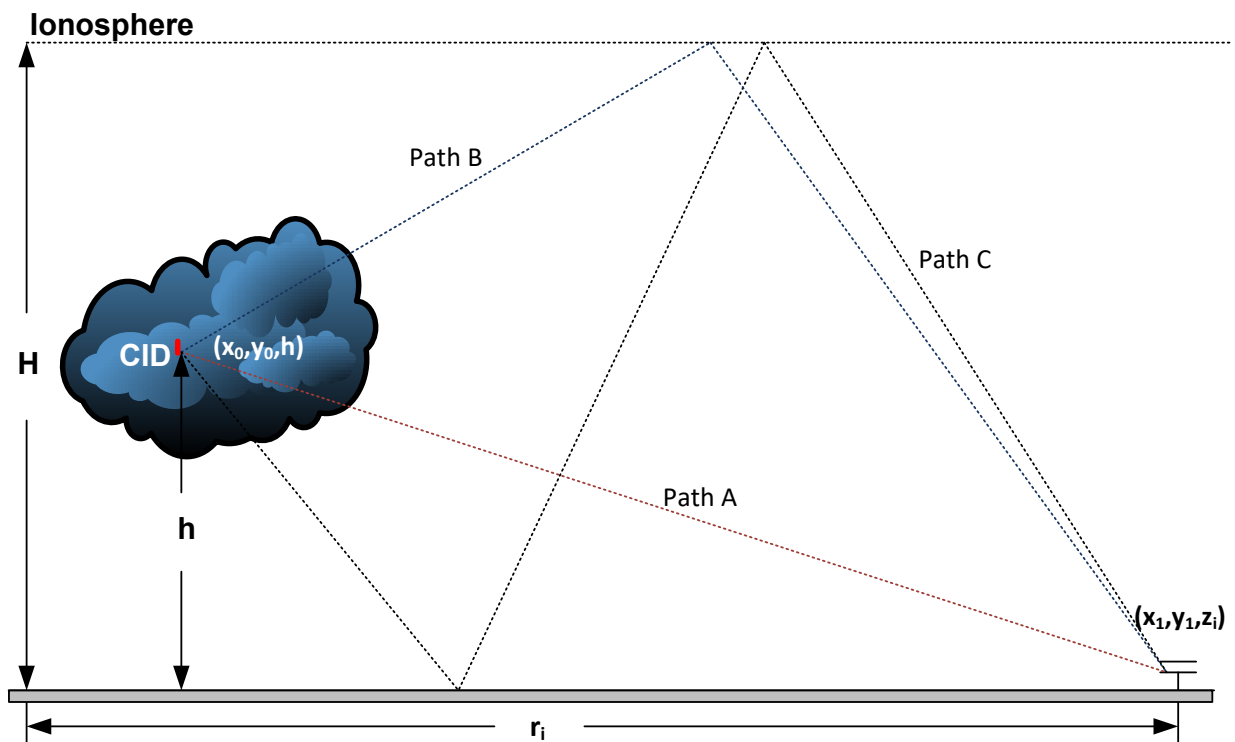 Ionosphere
Path B
Path C
CID
(x₀,y₀,h)
H
Path A
h
(x₁,y₁,zᵢ)
rᵢ